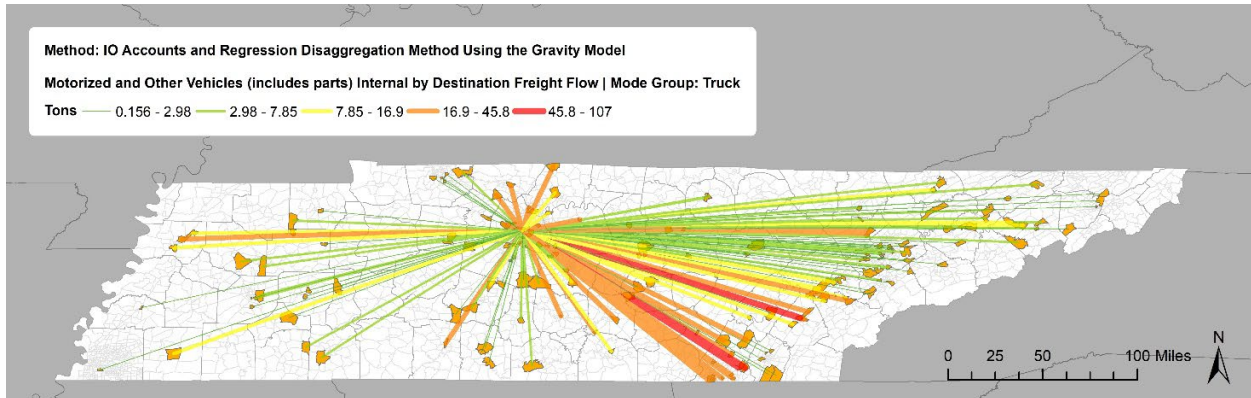 Method: IO Accounts and Regression Disaggregation Method Using the Gravity Model
Motorized and Other Vehicles (includes parts) Internal by Destination Freight Flow | Mode Group: Truck
Tons 0.156 - 2.98 2.98 - 7.85 7.85 - 16.9 16.9 - 45.8 45.8 - 107
N
0 25 50 100 Miles